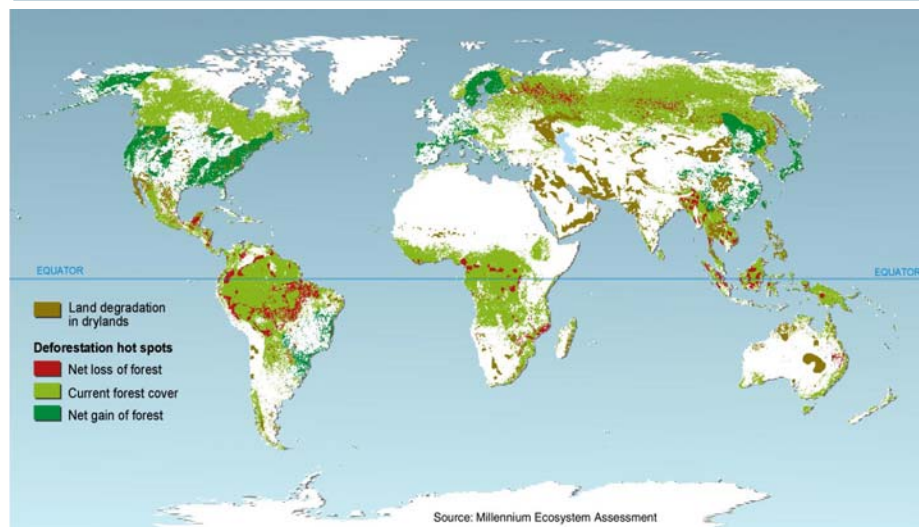 EQUATOR
EQUATOR
Land degradation
in drylands
Deforestation hot spots
Net loss of forest
Current forest cover
Net gain of forest
Source: Millennium Ecosystem Assessment